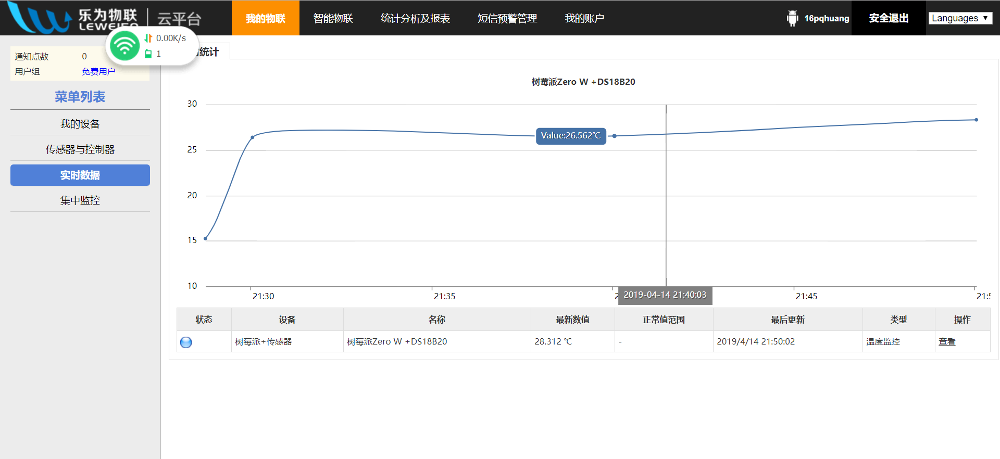 乐为物联
云平台
LEWEI50
我的物联
智能物联
统计分析及报表
短信预警管理
我的账户
16pqhuang
安全退出
Languages ▼
0.00K/s
1
通知点数 0
用户组 免费用户
菜单列表
我的设备
传感器与控制器
实时数据
集中监控
统计
树莓派Zero W +DS18B20
30
25
20
15
10
Value:26.562℃
21:30
21:35
2019-04-14 21:40:03
21:45
21:5
状态 设备 名称 最新数值 正常值范围 最后更新 类型 操作
树莓派+传感器 树莓派Zero W +DS18B20 28.312 ℃ - 2019/4/14 21:50:02 温度监控 查看